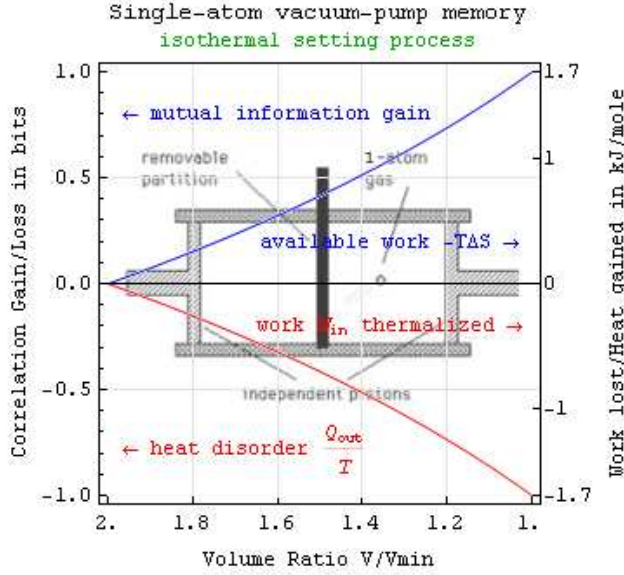 Single-atom vacuum-pump memory
isothermal setting process
1.0
0.5
0.0
-0.5
-1.0
Correlation Gain/Loss in bits
← mutual information gain
removable
partition
1-atom
gas
available work -TΔS →
work W_in thermalized →
independent pistons
← heat disorder Q_out/T
1.7
1
0
-1
-1.7
Work lost/Heat gained in kJ/mole
2. 1.8 1.6 1.4 1.2 1.
Volume Ratio V/Vmin